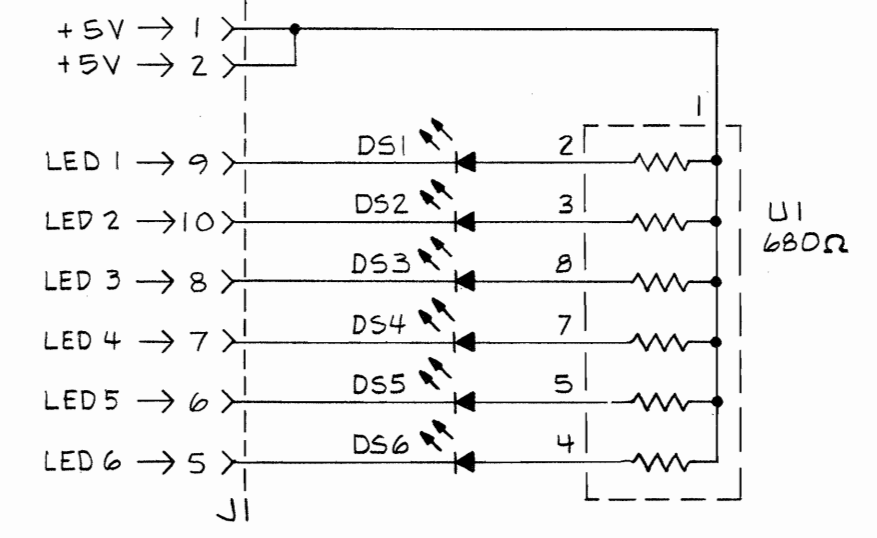 +5V → 1
+5V → 2
1
LED 1 → 9 DS1 2
LED 2 → 10 DS2 3
U1
680Ω
LED 3 → 8 DS3 8
LED 4 → 7 DS4 7
LED 5 → 6 DS5 5
LED 6 → 5 DS6 4
J1